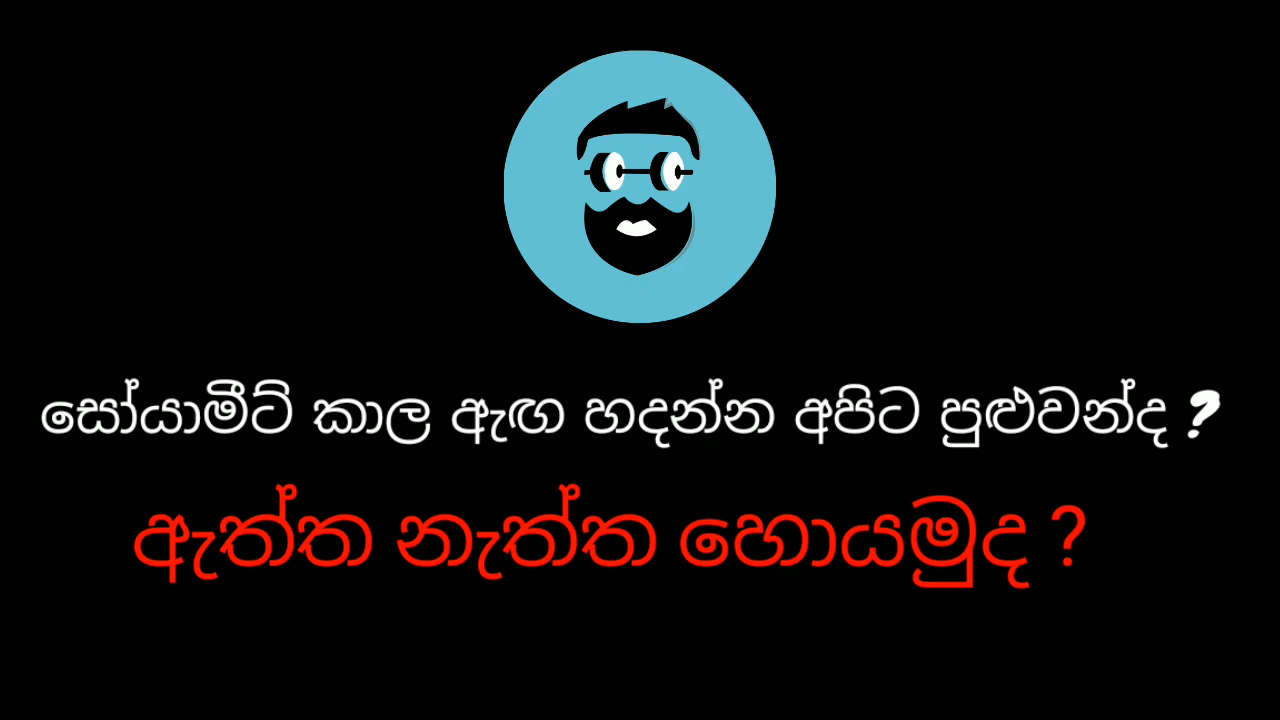 සෝයාමීට් කාල ඇඟ හදන්න අපිට පුළුවන්ද ?
ඇත්ත නැත්ත හොයමුද ?